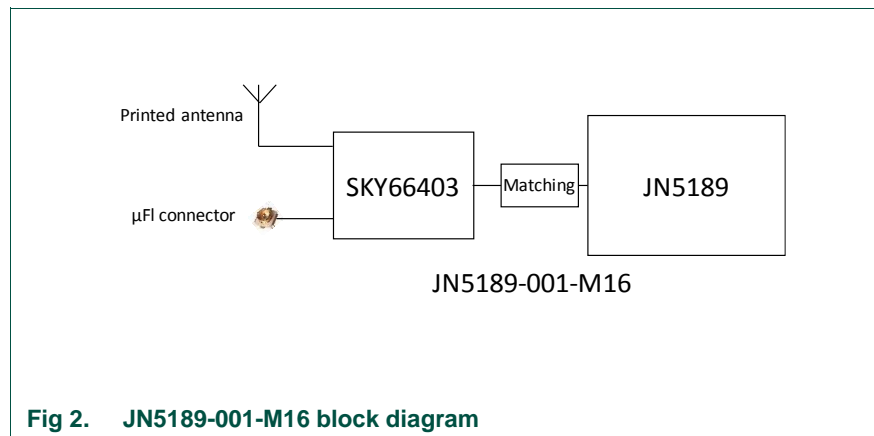 Printed antenna
SKY66403
Matching
JN5189
µFl connector
JN5189-001-M16
Fig 2. JN5189-001-M16 block diagram